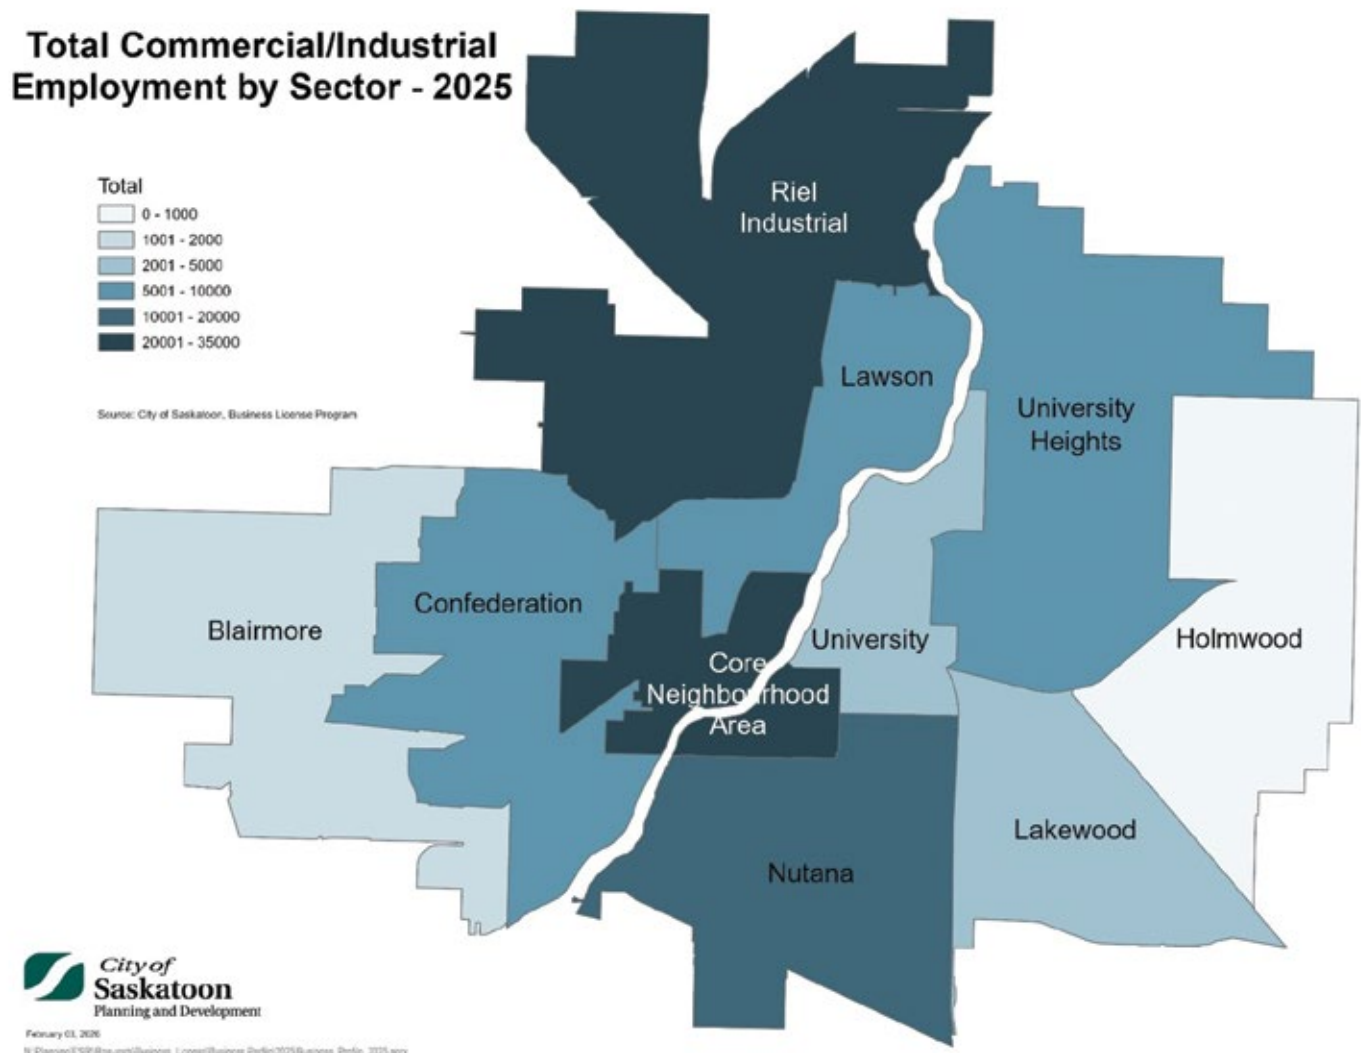 Total Commercial/Industrial
Employment by Sector - 2025
Total
0 - 1000
1001 - 2000
2001 - 5000
5001 - 10000
10001 - 20000
20001 - 35000
Source: City of Saskatoon, Business License Program
Riel
Industrial
Lawson
University
Heights
Confederation
Blairmore
University
Holmwood
Core
Neighbourhood
Area
Lakewood
Nutana
City of
Saskatoon
Planning and Development
February 03, 2026